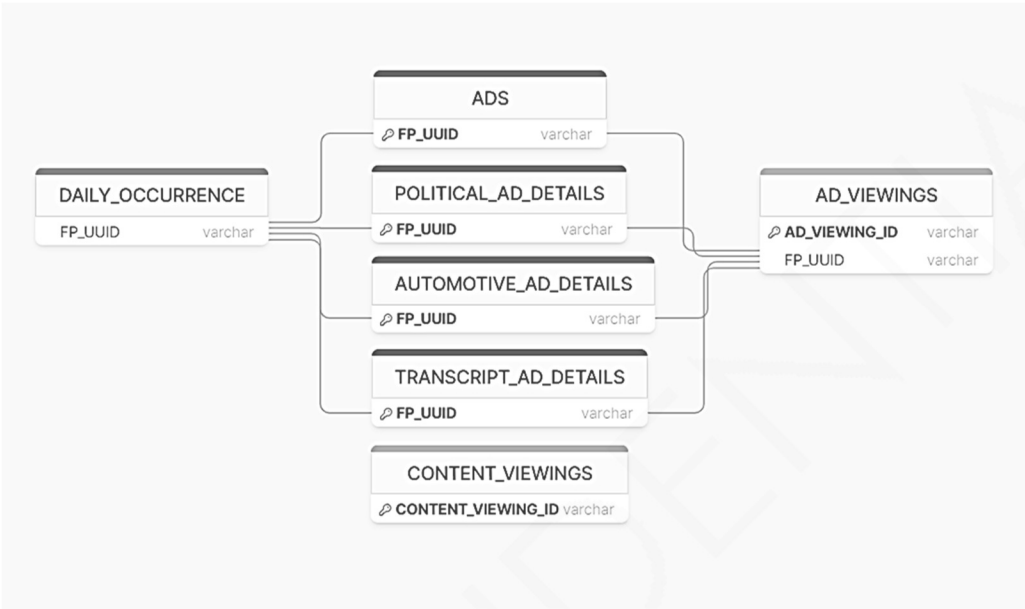 ADS
FP_UUID varchar
DAILY_OCCURRENCE
FP_UUID varchar
POLITICAL_AD_DETAILS
FP_UUID varchar
AD_VIEWINGS
AD_VIEWING_ID varchar
FP_UUID varchar
AUTOMOTIVE_AD_DETAILS
FP_UUID varchar
TRANSCRIPT_AD_DETAILS
FP_UUID varchar
CONTENT_VIEWINGS
CONTENT_VIEWING_ID varchar